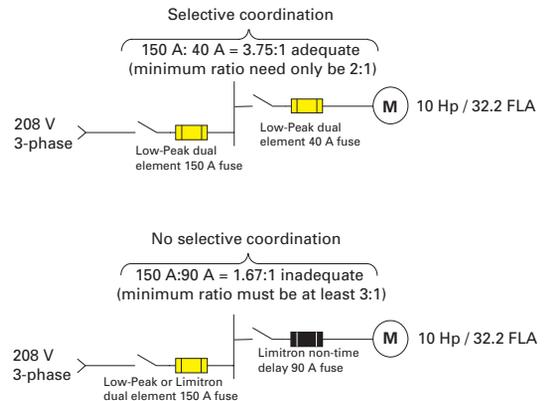 Selective coordination
150 A: 40 A = 3.75:1 adequate
(minimum ratio need only be 2:1)
M
10 Hp / 32.2 FLA
208 V
3-phase
Low-Peak dual
element 40 A fuse
Low-Peak dual
element 150 A fuse
No selective coordination
150 A:90 A = 1.67:1 inadequate
(minimum ratio must be at least 3:1)
M
10 Hp / 32.2 FLA
208 V
3-phase
Limitron non-time
delay 90 A fuse
Low-Peak or Limitron
dual element 150 A fuse